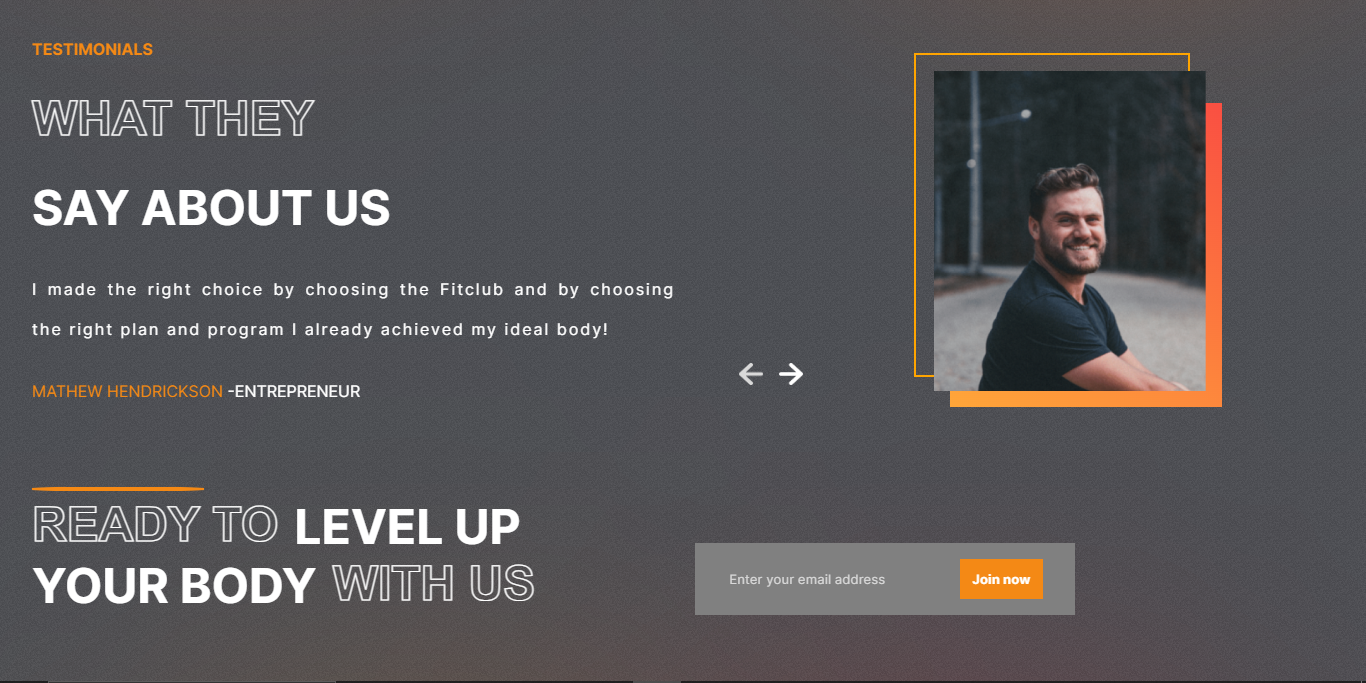 TESTIMONIALS
WHAT THEY
SAY ABOUT US
I made the right choice by choosing the Fitclub and by choosing
the right plan and program I already achieved my ideal body!
MATHEW HENDRICKSON -ENTREPRENEUR
READY TO LEVEL UP
YOUR BODY WITH US
Enter your email address
Join now